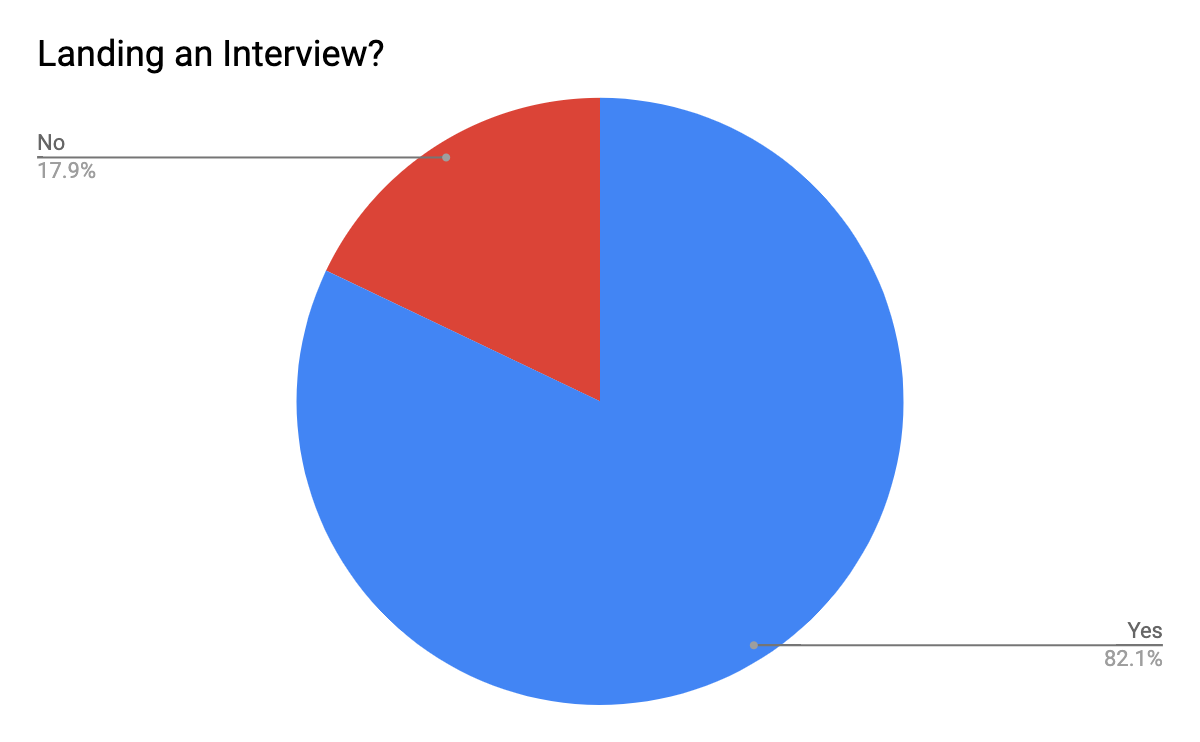 Landing an Interview?
No
17.9%
Yes
82.1%